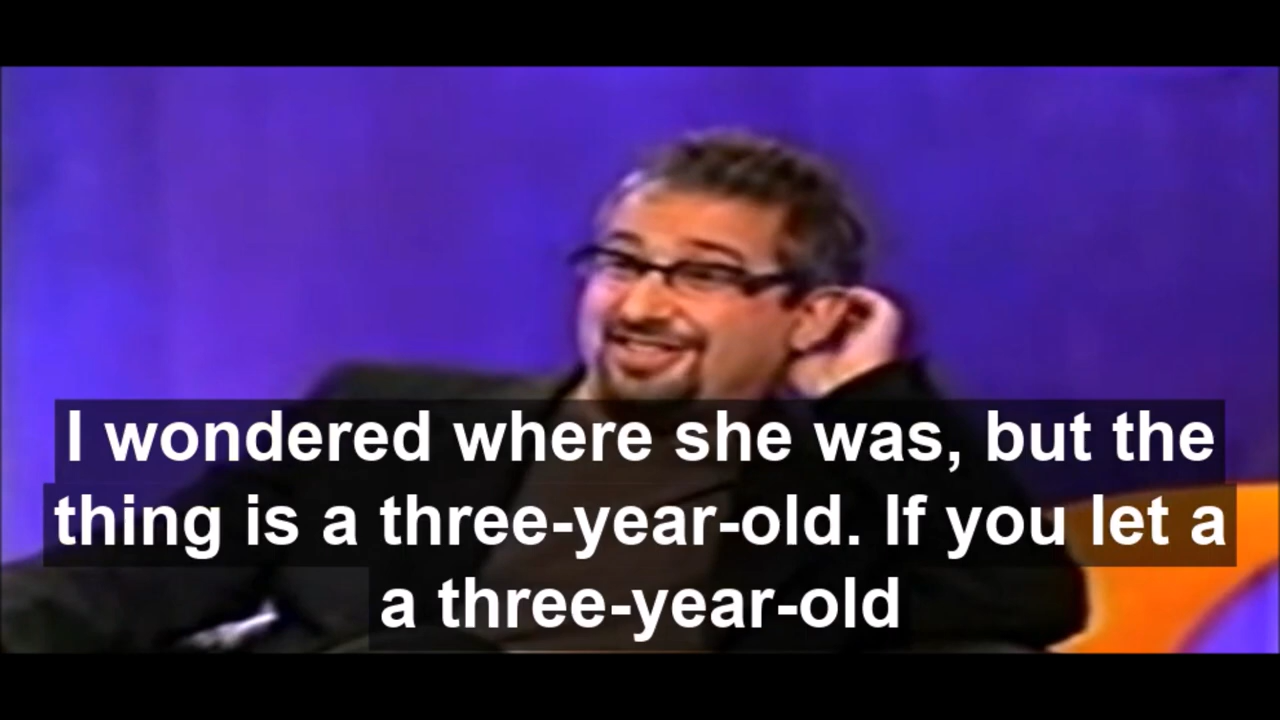 I wondered where she was, but the
thing is a three-year-old. If you let a
a three-year-old